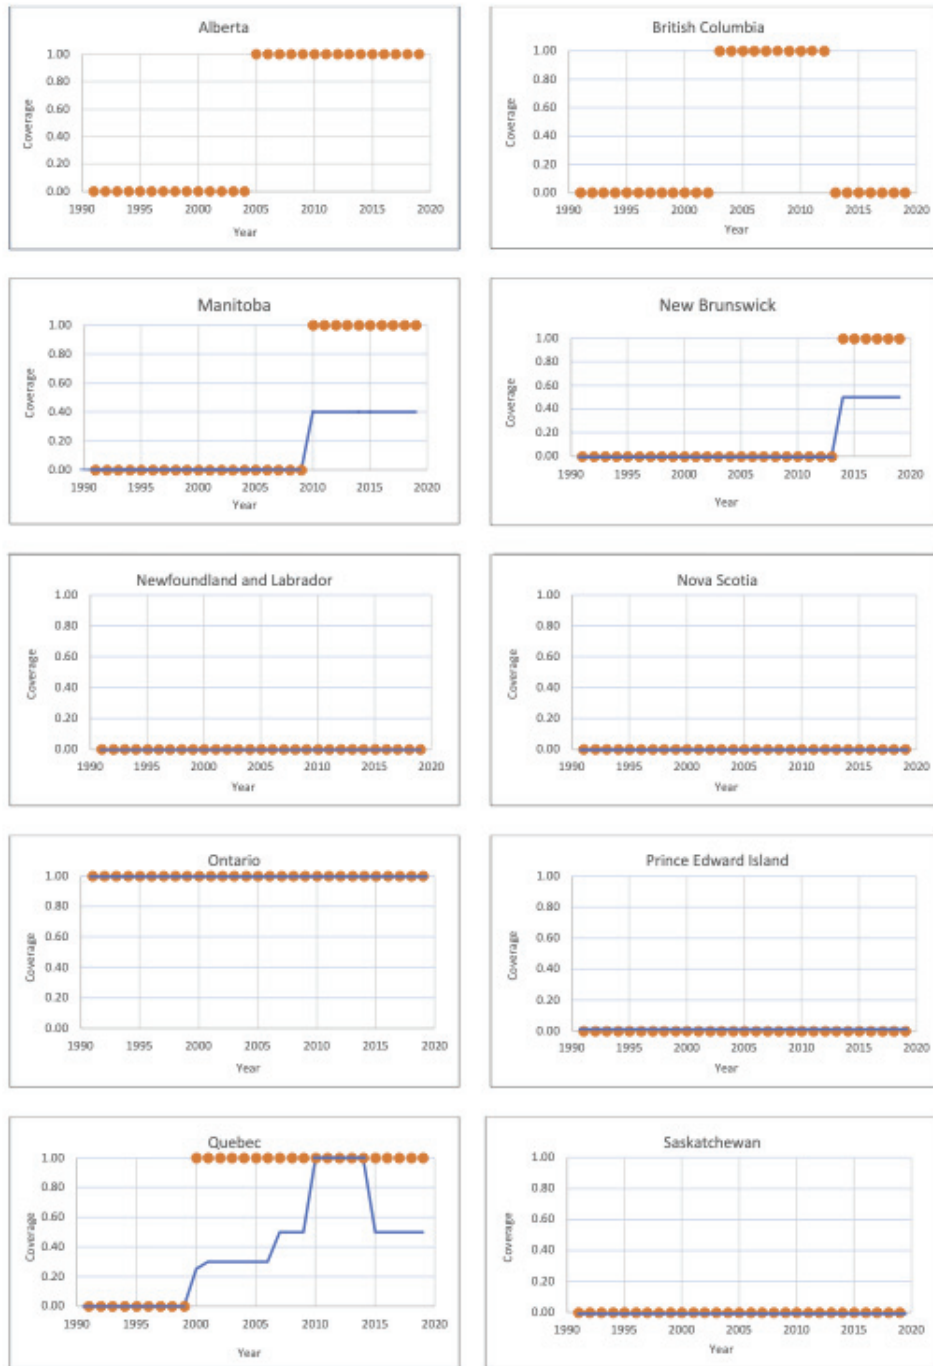 Alberta
1.00
0.80
0.60
0.40
0.20
0.00
Coverage
1990 1995 2000 2005 2010 2015 2020
Year
British Columbia
1.00
0.80
0.60
0.40
0.20
0.00
Coverage
1990 1995 2000 2005 2010 2015 2020
Year
Manitoba
1.00
0.80
0.60
0.40
0.20
0.00
Coverage
1990 1995 2000 2005 2010 2015 2020
Year
New Brunswick
1.00
0.80
0.60
0.40
0.20
0.00
Coverage
1990 1995 2000 2005 2010 2015 2020
Year
Newfoundland and Labrador
1.00
0.80
0.60
0.40
0.20
0.00
Coverage
1990 1995 2000 2005 2010 2015 2020
Year
Nova Scotia
1.00
0.80
0.60
0.40
0.20
0.00
Coverage
1990 1995 2000 2005 2010 2015 2020
Year
Ontario
1.00
0.80
0.60
0.40
0.20
0.00
Coverage
1990 1995 2000 2005 2010 2015 2020
Year
Prince Edward Island
1.00
0.80
0.60
0.40
0.20
0.00
Coverage
1990 1995 2000 2005 2010 2015 2020
Year
Quebec
1.00
0.80
0.60
0.40
0.20
0.00
Coverage
1990 1995 2000 2005 2010 2015 2020
Year
Saskatchewan
1.00
0.80
0.60
0.40
0.20
0.00
Coverage
1990 1995 2000 2005 2010 2015 2020
Year